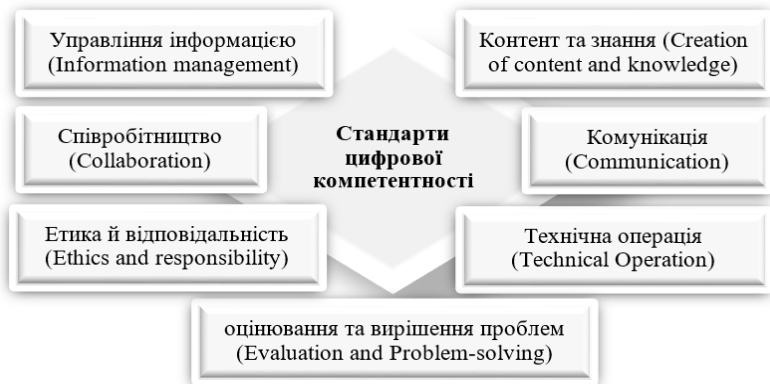 Управління інформацією
(Information management)
Контент та знання (Creation
of content and knowledge)
Співробітництво
(Collaboration)
Стандарти
цифрової
компетентності
Комунікація
(Communication)
Етика й відповідальність
(Ethics and responsibility)
Технічна операція
(Technical Operation)
оцінювання та вирішення проблем
(Evaluation and Problem-solving)